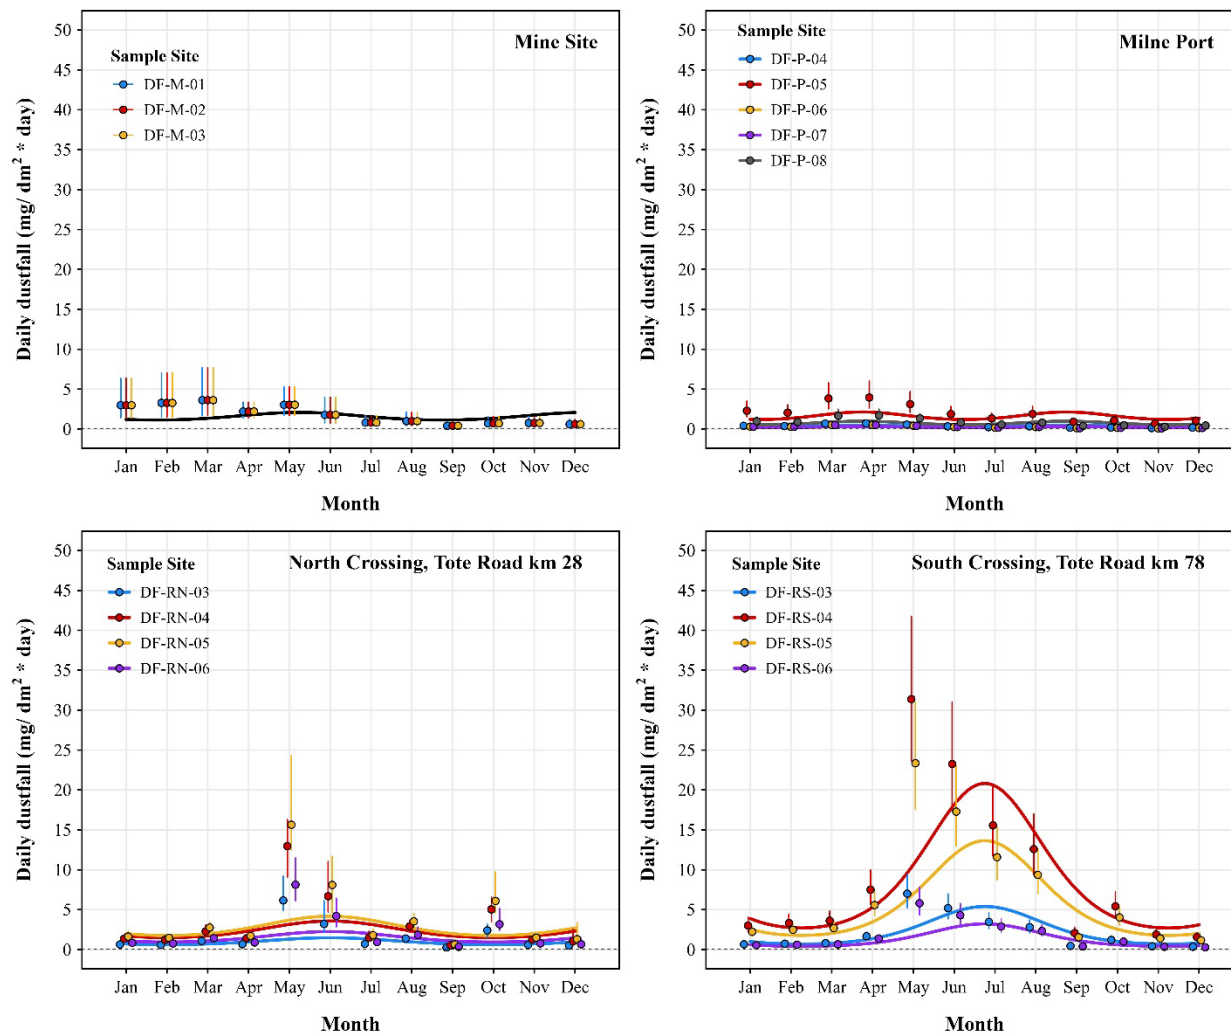 Mine Site
Sample Site
DF-M-01
DF-M-02
DF-M-03
Daily dustfall (mg/ dm² * day)
50
45
40
35
30
25
20
15
10
5
0
Jan Feb Mar Apr May Jun Jul Aug Sep Oct Nov Dec
Month
Milne Port
Sample Site
DF-P-04
DF-P-05
DF-P-06
DF-P-07
DF-P-08
Daily dustfall (mg/ dm² * day)
50
45
40
35
30
25
20
15
10
5
0
Jan Feb Mar Apr May Jun Jul Aug Sep Oct Nov Dec
Month
North Crossing, Tote Road km 28
Sample Site
DF-RN-03
DF-RN-04
DF-RN-05
DF-RN-06
Daily dustfall (mg/ dm² * day)
50
45
40
35
30
25
20
15
10
5
0
Jan Feb Mar Apr May Jun Jul Aug Sep Oct Nov Dec
Month
South Crossing, Tote Road km 78
Sample Site
DF-RS-03
DF-RS-04
DF-RS-05
DF-RS-06
Daily dustfall (mg/ dm² * day)
50
45
40
35
30
25
20
15
10
5
0
Jan Feb Mar Apr May Jun Jul Aug Sep Oct Nov Dec
Month